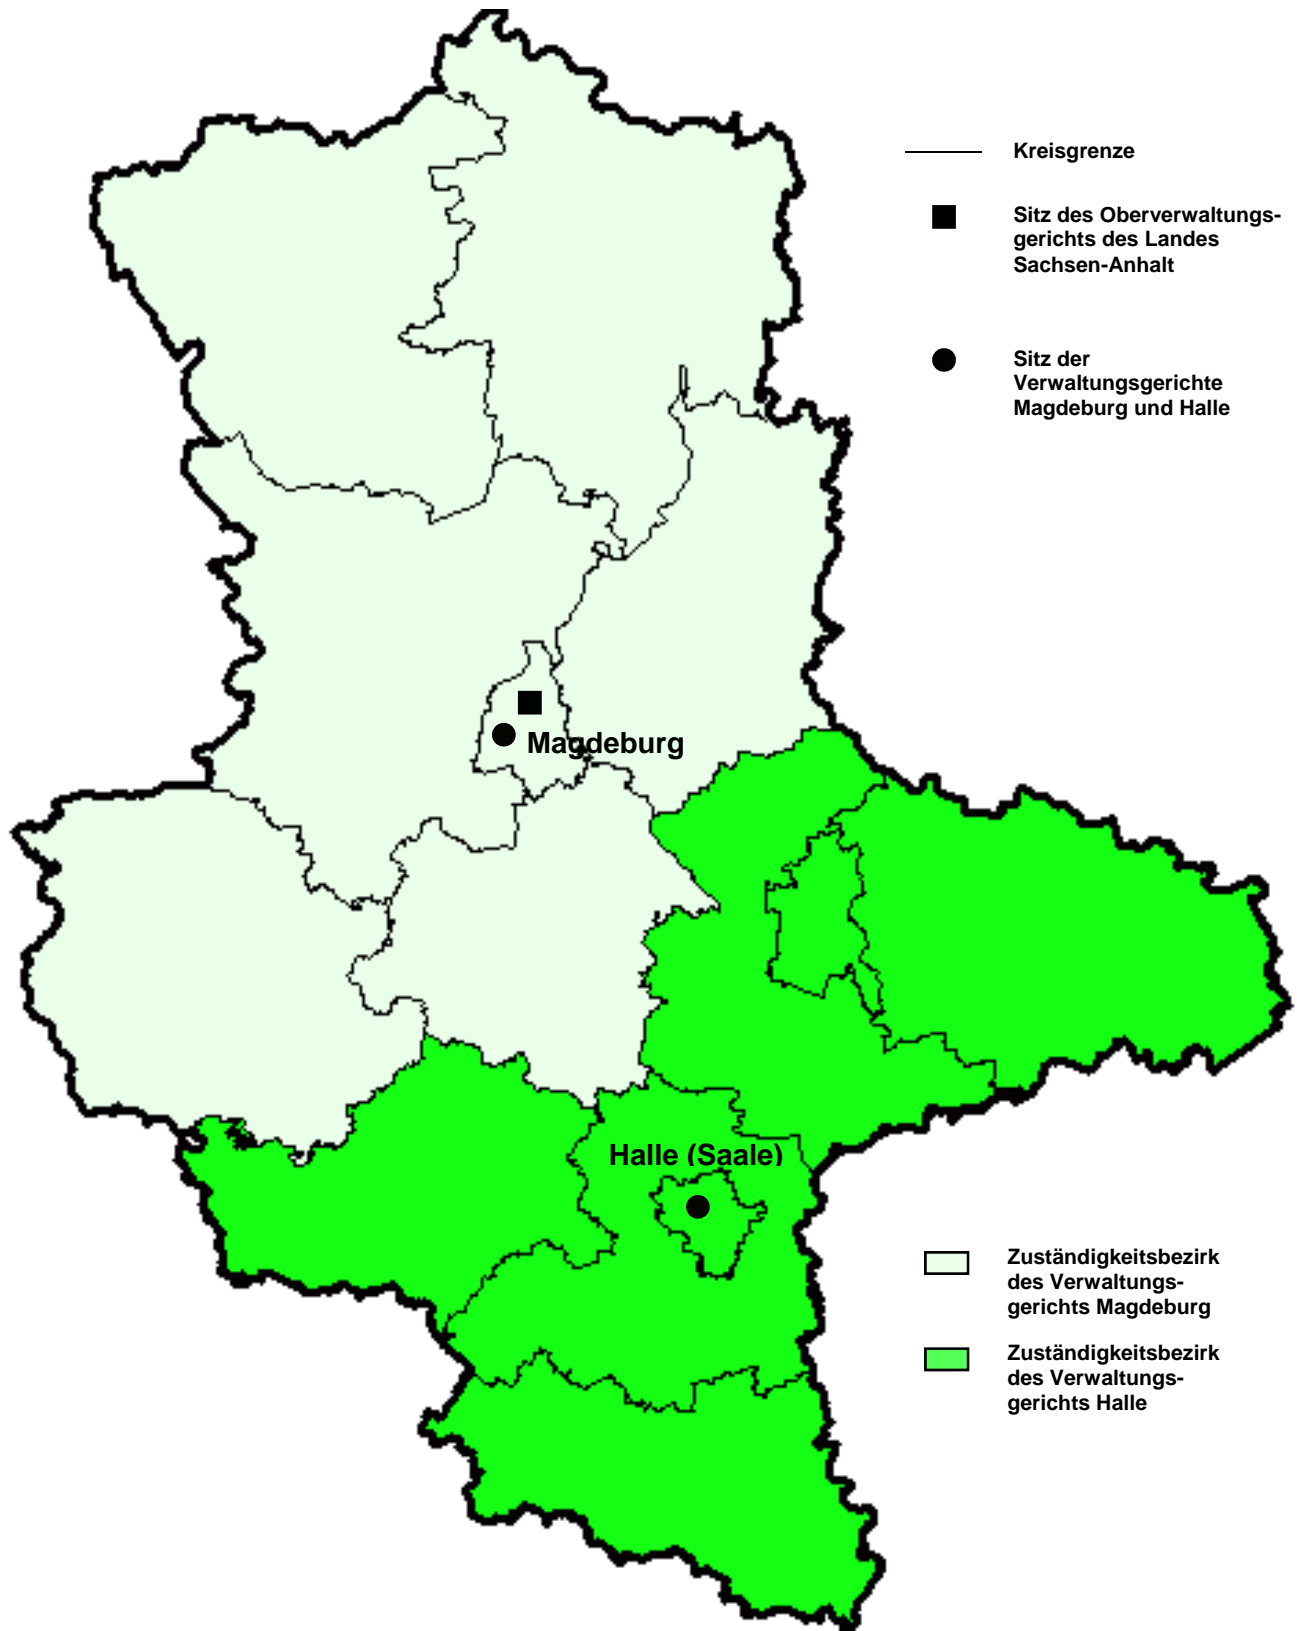 Kreisgrenze
Sitz des Oberverwaltungs-
gerichts des Landes
Sachsen-Anhalt
Sitz der
Verwaltungsgerichte
Magdeburg und Halle
Magdeburg
Halle (Saale)
Zuständigkeitsbezirk
des Verwaltungs-
gerichts Magdeburg
Zuständigkeitsbezirk
des Verwaltungs-
gerichts Halle